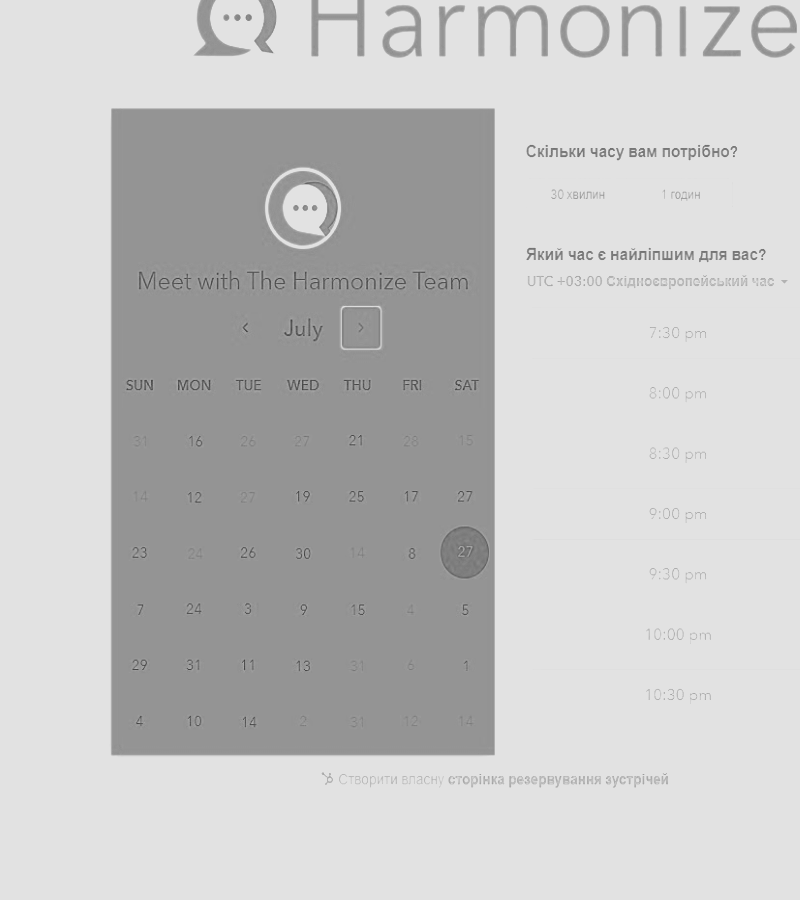 Harmonize
Meet with The Harmonize Team
July
SUN MON TUE WED THU FRI SAT
31 16 26 27 21 28 15
14 12 27 19 25 17 27
23 24 26 30 14 8 27
7 24 3 9 15 4 5
29 31 11 13 31 6 1
4 10 14 2 31 12 14
Скільки часу вам потрібно?
30 хвилин 1 годин
Який час є найліпшим для вас?
UTC +03:00 Східноєвропейський час
7:30 pm
8:00 pm
8:30 pm
9:00 pm
9:30 pm
10:00 pm
10:30 pm
Створити власну сторінка резервування зустрічей